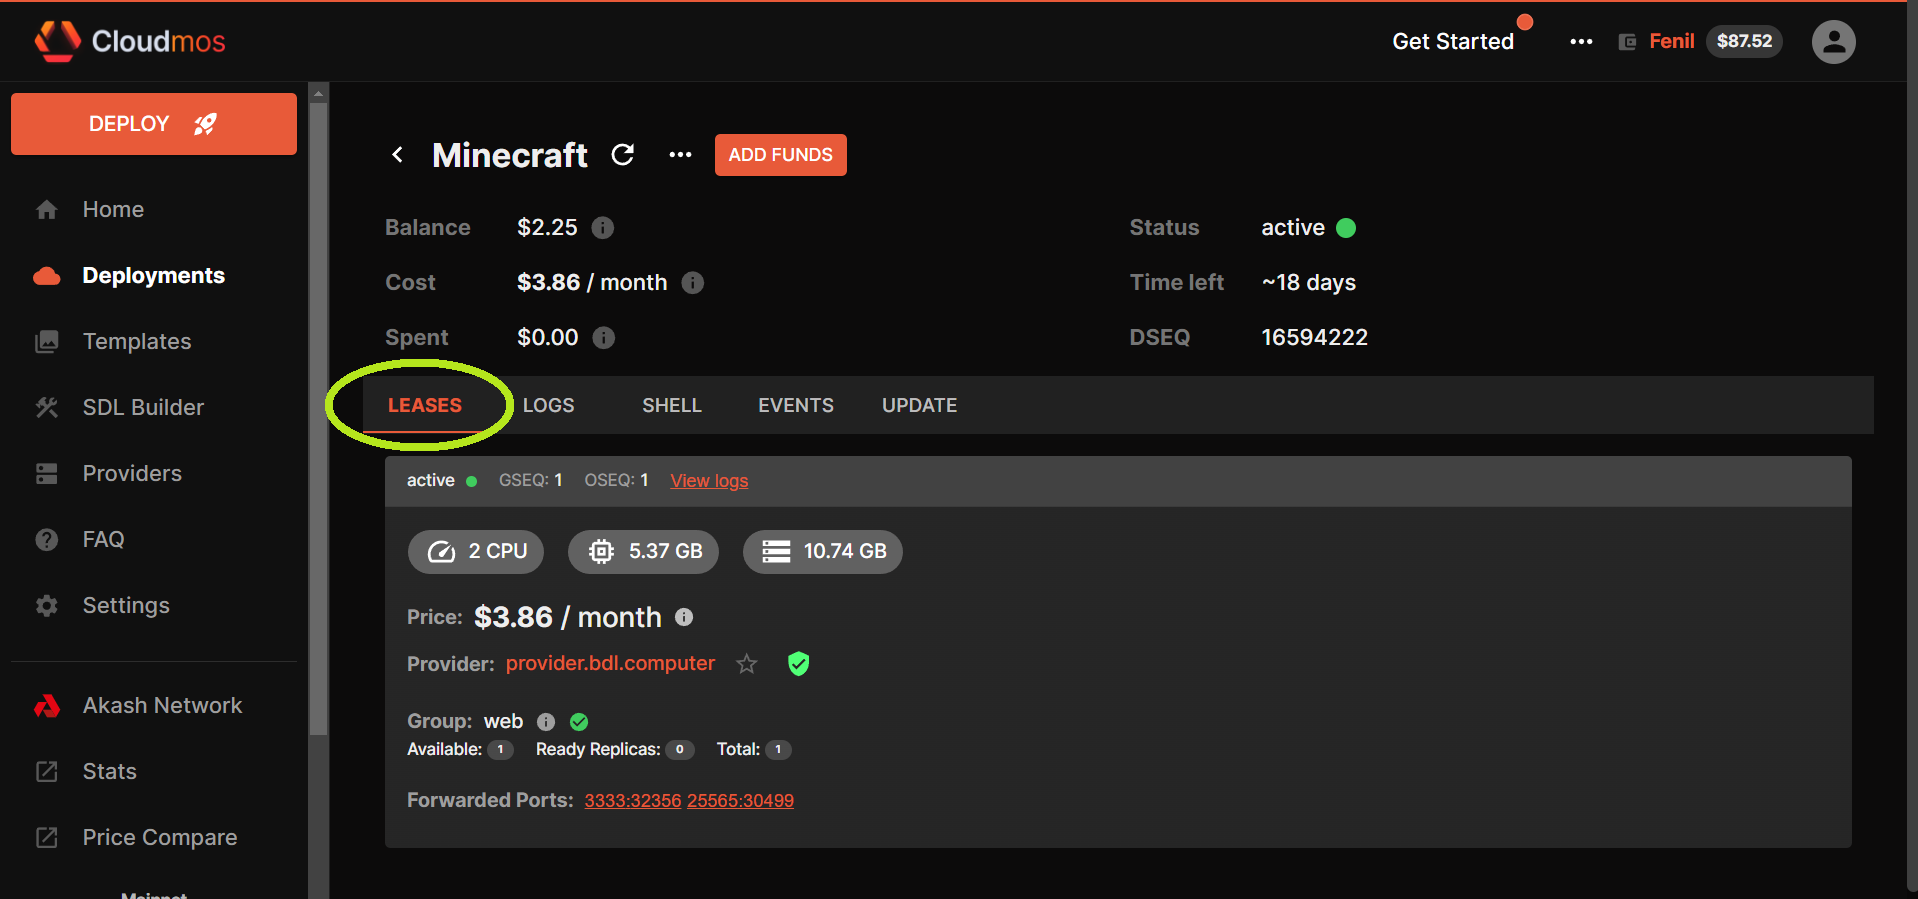 Cloudmos
Get Started ••• Fenil $87.52
DEPLOY
Home
Deployments
Templates
SDL Builder
Providers
FAQ
Settings
Akash Network
Stats
Price Compare
Mainnet
Minecraft ••• ADD FUNDS
Balance $2.25 Status active
Cost $3.86 / month Time left ~18 days
Spent $0.00 DSEQ 16594222
LEASES LOGS SHELL EVENTS UPDATE
active GSEQ: 1 OSEQ: 1 View logs
2 CPU 5.37 GB 10.74 GB
Price: $3.86 / month
Provider: provider.bdl.computer
Group: web
Available: 1 Ready Replicas: 0 Total: 1
Forwarded Ports: 3333:32356 25565:30499